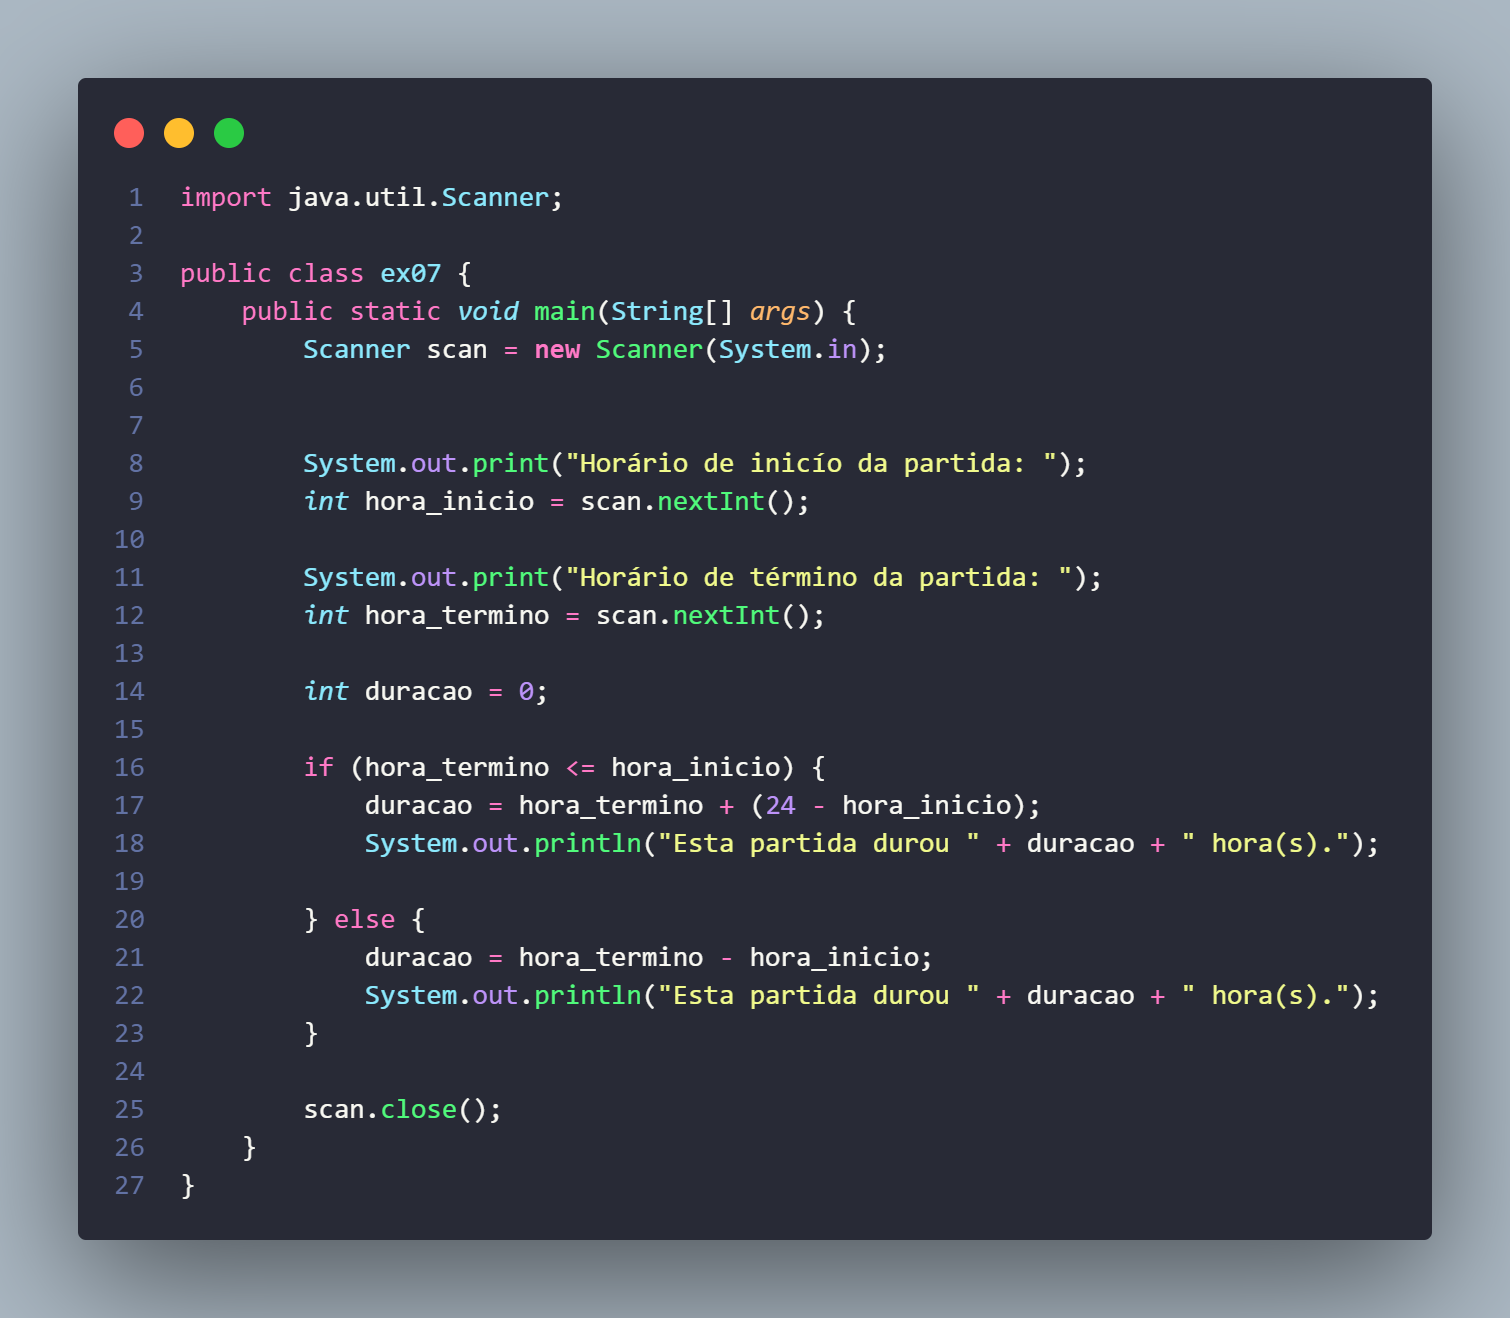 1 import java.util.Scanner;
2
3 public class ex07 {
4     public static void main(String[] args) {
5         Scanner scan = new Scanner(System.in);
6
7
8         System.out.print("Horário de inicío da partida: ");
9         int hora_inicio = scan.nextInt();
10
11         System.out.print("Horário de término da partida: ");
12         int hora_termino = scan.nextInt();
13
14         int duracao = 0;
15
16         if (hora_termino <= hora_inicio) {
17             duracao = hora_termino + (24 - hora_inicio);
18             System.out.println("Esta partida durou " + duracao + " hora(s).");
19
20         } else {
21             duracao = hora_termino - hora_inicio;
22             System.out.println("Esta partida durou " + duracao + " hora(s).");
23         }
24
25         scan.close();
26     }
27 }